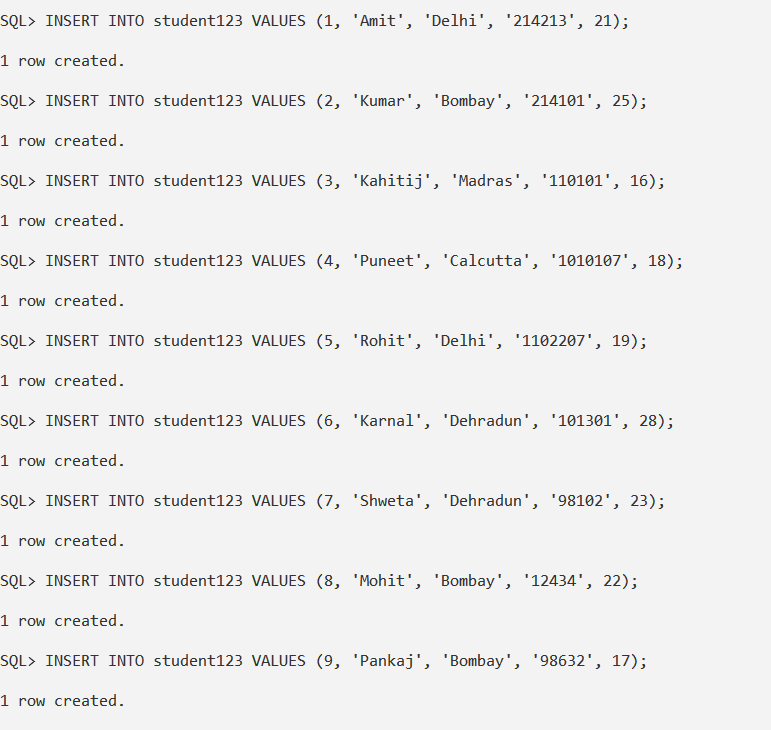 SQL> INSERT INTO student123 VALUES (1, 'Amit', 'Delhi', '214213', 21);
1 row created.
SQL> INSERT INTO student123 VALUES (2, 'Kumar', 'Bombay', '214101', 25);
1 row created.
SQL> INSERT INTO student123 VALUES (3, 'Kahitij', 'Madras', '110101', 16);
1 row created.
SQL> INSERT INTO student123 VALUES (4, 'Puneet', 'Calcutta', '1010107', 18);
1 row created.
SQL> INSERT INTO student123 VALUES (5, 'Rohit', 'Delhi', '1102207', 19);
1 row created.
SQL> INSERT INTO student123 VALUES (6, 'Karnal', 'Dehradun', '101301', 28);
1 row created.
SQL> INSERT INTO student123 VALUES (7, 'Shweta', 'Dehradun', '98102', 23);
1 row created.
SQL> INSERT INTO student123 VALUES (8, 'Mohit', 'Bombay', '12434', 22);
1 row created.
SQL> INSERT INTO student123 VALUES (9, 'Pankaj', 'Bombay', '98632', 17);
1 row created.